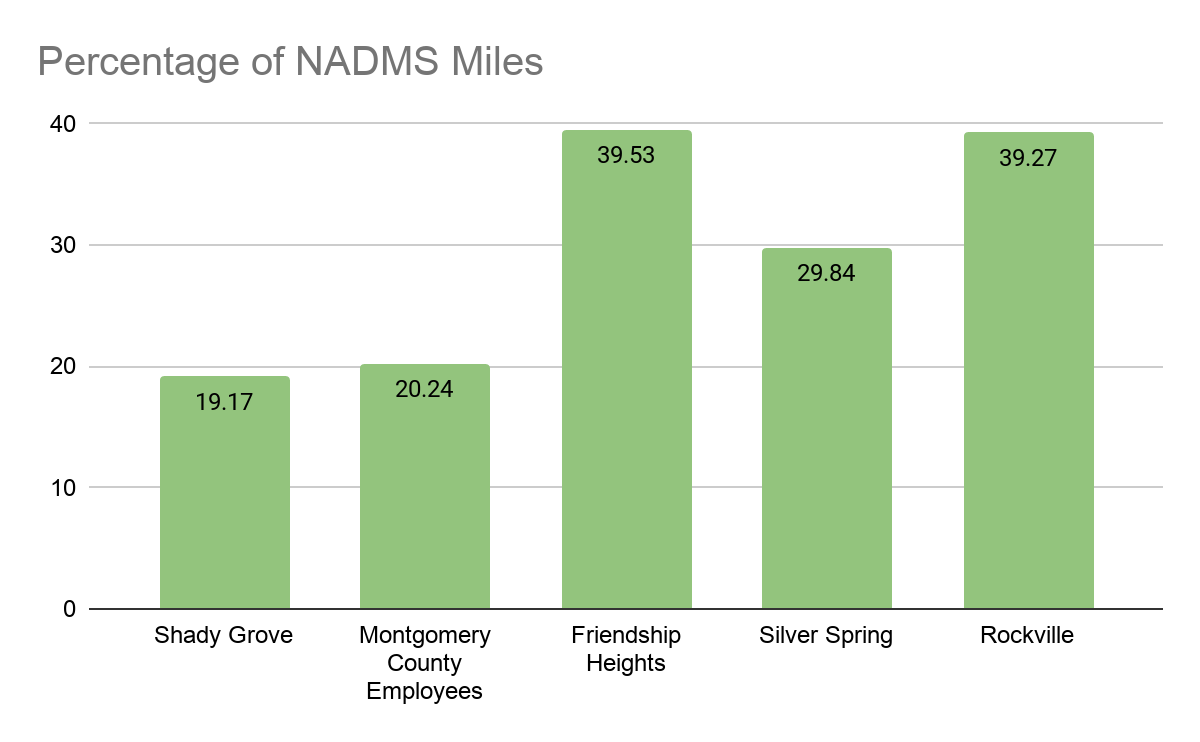 Percentage of NADMS Miles
40
30
20
10
0
19.17
20.24
39.53
29.84
39.27
Shady Grove
Montgomery
County
Employees
Friendship
Heights
Silver Spring
Rockville